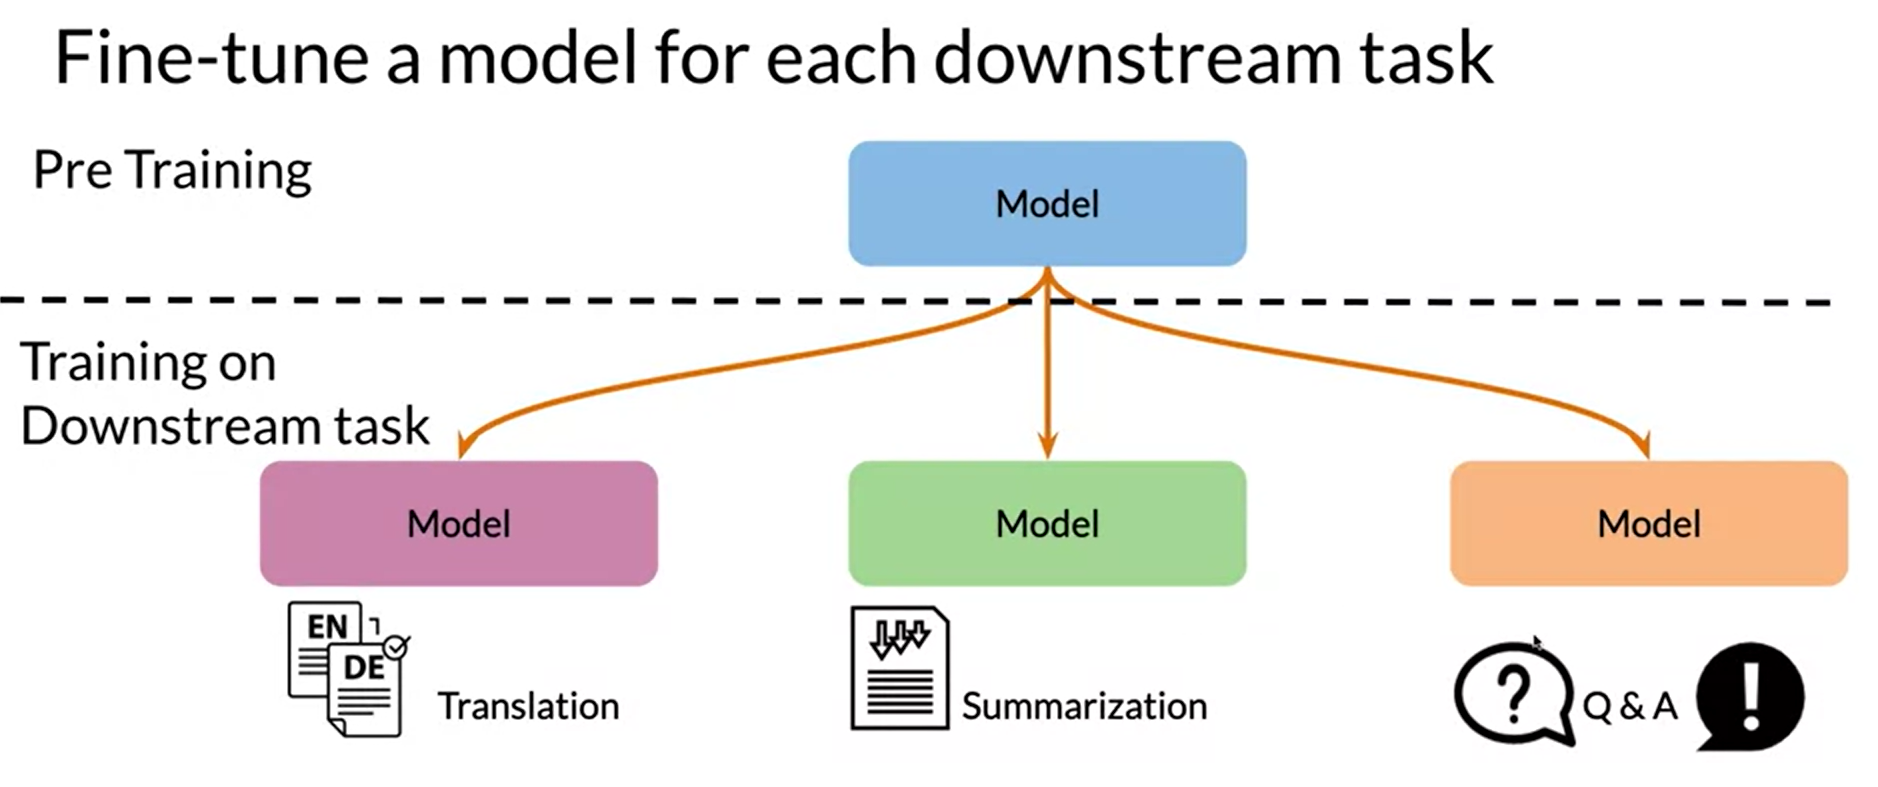 Fine-tune a model for each downstream task
Pre Training
Model
Training on
Downstream task
Model
Model
Model
EN
DE
Translation
Summarization
?
Q & A
!